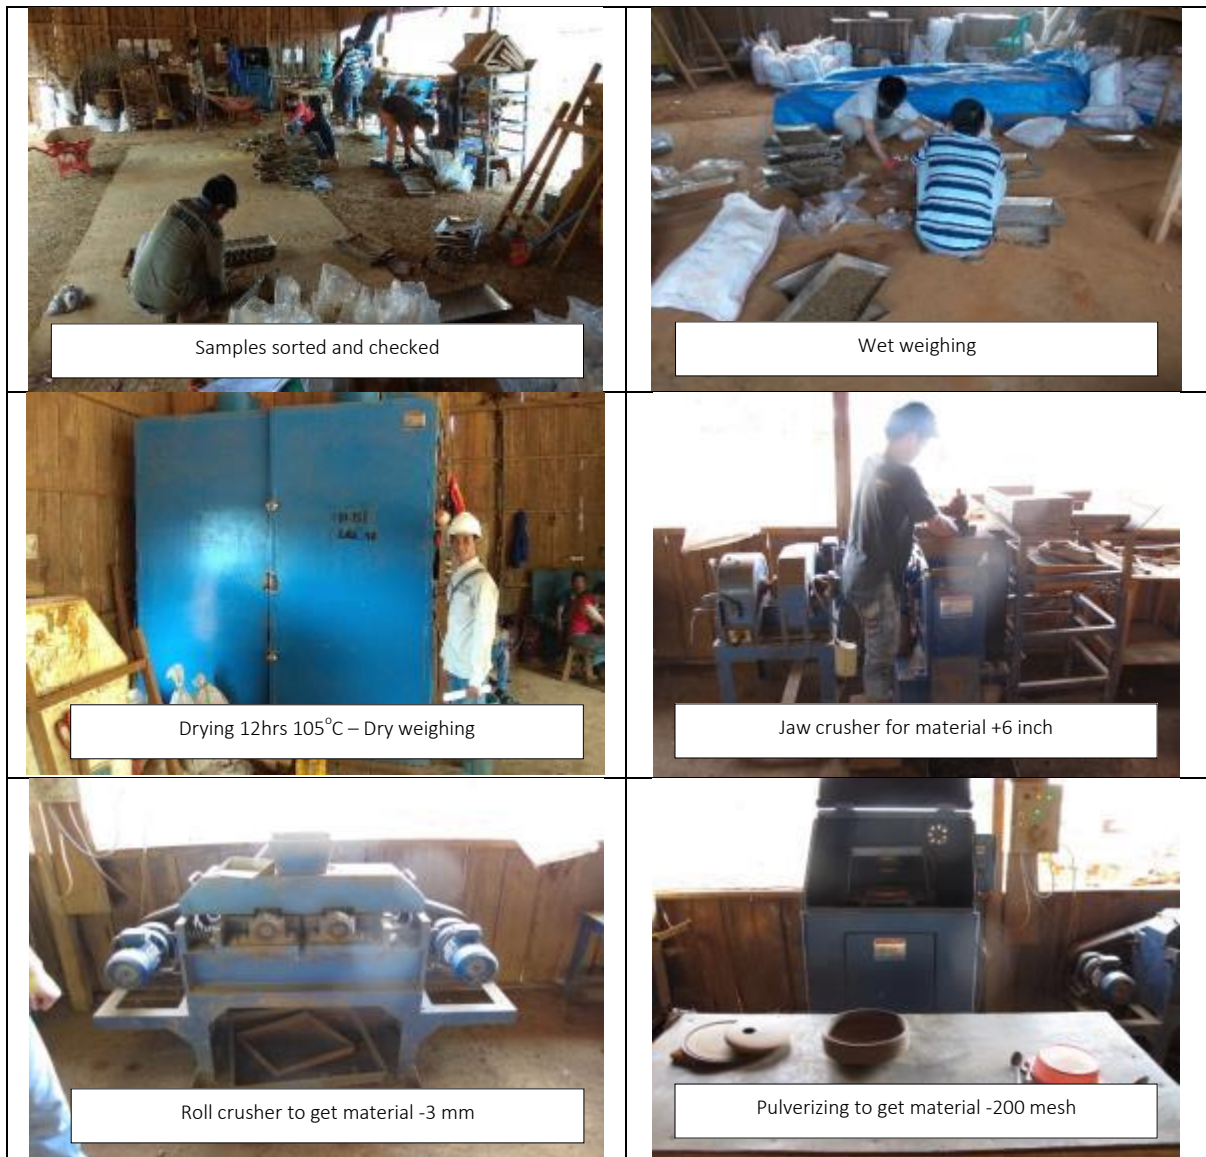 Samples sorted and checked
Wet weighing
Drying 12hrs 105°C – Dry weighing
Jaw crusher for material +6 inch
Roll crusher to get material -3 mm
Pulverizing to get material -200 mesh